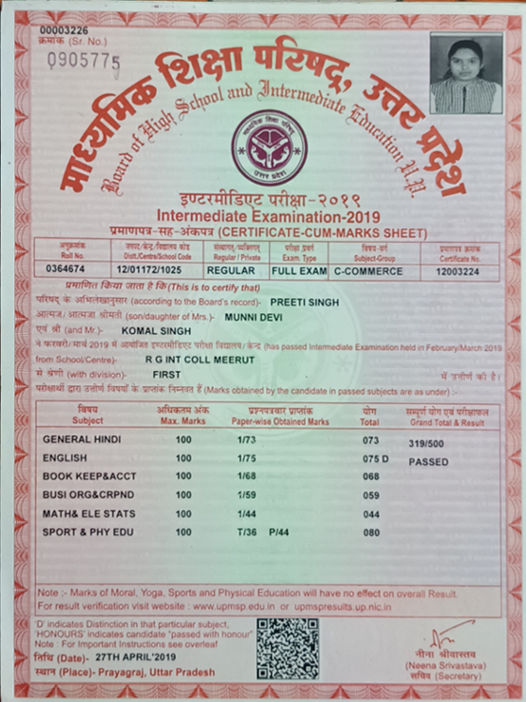 00003226
क्रमांक (Sr. No.)
0905775
माध्यमिक शिक्षा परिषद्, उत्तर प्रदेश
Board of High School and Intermediate Education U.P.
माध्यमिक शिक्षा परिषद
उत्तर प्रदेश
इण्टरमीडिएट परीक्षा-२०१९
Intermediate Examination-2019
प्रमाणपत्र-सह-अंकपत्र (CERTIFICATE-CUM-MARKS SHEET)
अनुक्रमांक जनपद/केन्द्र/विद्यालय कोड संस्थागत/व्यक्तिगत परीक्षा प्रकार विषय-वर्ग प्रमाणपत्र क्रमांक
Roll No. Distt./Centre/School Code Regular / Private Exam. Type Subject-Group Certificate No.
0364674 12/01172/1025 REGULAR FULL EXAM C-COMMERCE 12003224
प्रमाणित किया जाता है कि(This is to certify that)
परिषद के अभिलेखानुसार (according to the Board's record)- PREETI SINGH
आत्मज/आत्मजा श्रीमती (son/daughter of Mrs.)- MUNNI DEVI
एवं श्री (and Mr.)- KOMAL SINGH
ने फरवरी/मार्च 2019 में आयोजित इण्टरमीडिएट परीक्षा विद्यालय/केन्द्र (has passed Intermediate Examination held in February/March 2019
from School/Centre)- R G INT COLL MEERUT
से श्रेणी (with division)- FIRST में उत्तीर्ण की है।
परीक्षार्थी द्वारा उत्तीर्ण विषयों के प्राप्तांक निम्नवत हैं (Marks obtained by the candidate in passed subjects are as under) :-
विषय अधिकतम अंक प्रश्नपत्रवार प्राप्तांक योग सम्पूर्ण योग एवं परीक्षाफल
Subject Max. Marks Paper-wise Obtained Marks Total Grand Total & Result
GENERAL HINDI 100 1/73 073 319/500
ENGLISH 100 1/75 075 D PASSED
BOOK KEEP&ACCT 100 1/68 068
BUSI ORG&CRPND 100 1/59 059
MATH& ELE STATS 100 1/44 044
SPORT & PHY EDU 100 T/36 P/44 080
Note :- Marks of Moral, Yoga, Sports and Physical Education will have no effect on overall Result.
For result verification visit website : www.upmsp.edu.in or upmspresults.up.nic.in
'D' indicates Distinction in that particular subject,
'HONOURS' indicates candidate "passed with honour"
Note : For Important Instructions see overleaf
तिथि (Date)- 27TH APRIL'2019
स्थान (Place)- Prayagraj, Uttar Pradesh
नीना श्रीवास्तव
(Neena Srivastava)
सचिव (Secretary)